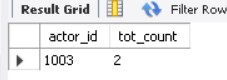 Result Grid Filter Row
actor_id tot_count
1003 2